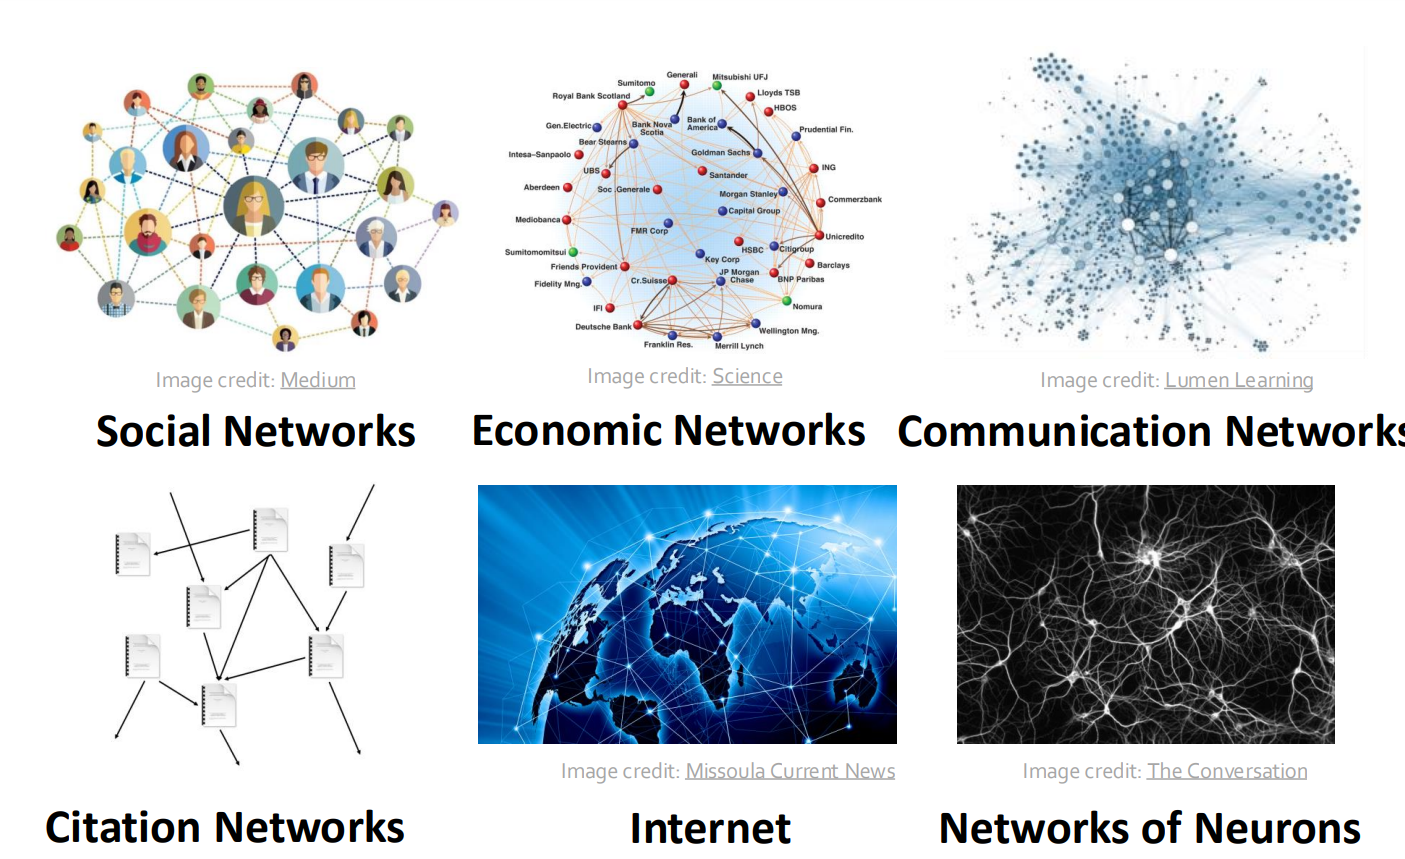 Generali
Mitsubishi UFJ
Sumitomo
Lloyds TSB
Royal Bank Scotland
HBOS
Gen.Electric
Bank Nova
Scotia
Bank of
America
Prudential Fin.
Bear Stearns
Goldman Sachs
Intesa-Sanpaolo
UBS
Santander
ING
Aberdeen
Soc.Generale
Morgan Stanley
Commerzbank
Capital Group
Mediobanca
FMR Corp
Unicredito
Sumitomomitsui
HSBC
Citigroup
Key Corp
Friends Provident
Barclays
Fidelity Mng.
Cr.Suisse
JP Morgan
Chase
BNP Paribas
IFI
Nomura
Deutsche Bank
Wellington Mng.
Franklin Res.
Merrill Lynch
Image credit: Medium
Image credit: Science
Image credit: Lumen Learning
Social Networks
Economic Networks
Communication Networks
Image credit: Missoula Current News
Image credit: The Conversation
Citation Networks
Internet
Networks of Neurons